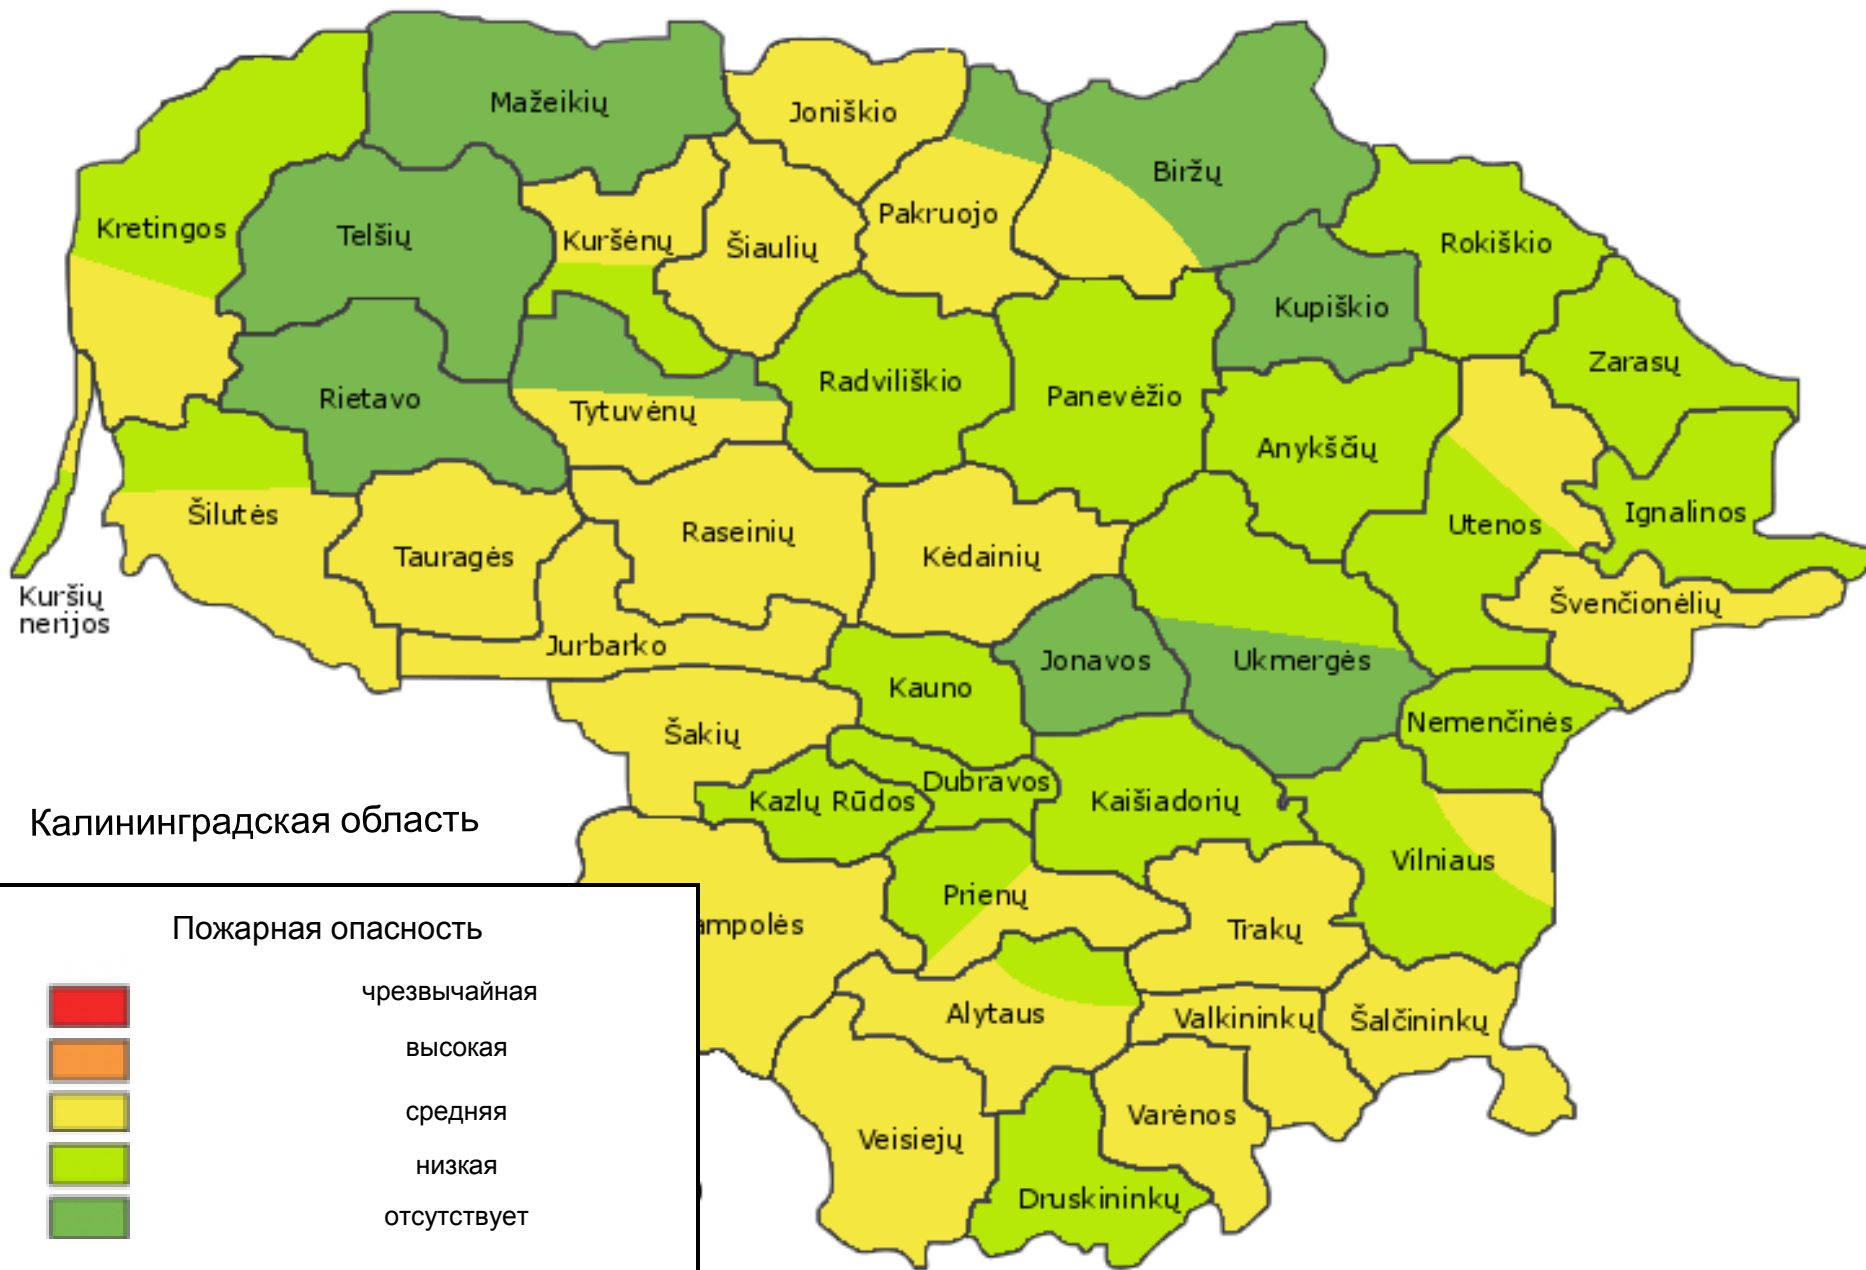 Mažeikių
Joniškio
Biržų
Kretingos
Telšių
Kuršėnų
Šiaulių
Pakruojo
Rokiškio
Kupiškio
Zarasų
Rietavo
Tytuvėnų
Radviliškio
Panevėžio
Anykščių
Šilutės
Tauragės
Raseinių
Kėdainių
Utenos
Ignalinos
Kuršių
nerijos
Švenčionėlių
Jurbarko
Kauno
Jonavos
Ukmergės
Šakių
Nemenčinės
Kazlų Rūdos
Dubravos
Kaišiadorių
Vilniaus
Prienų
ampolės
Trakų
Alytaus
Valkininkų
Šalčininkų
Veisiejų
Varėnos
Druskininkų
Калининградская область
Пожарная опасность
чрезвычайная
высокая
средняя
низкая
отсутствует